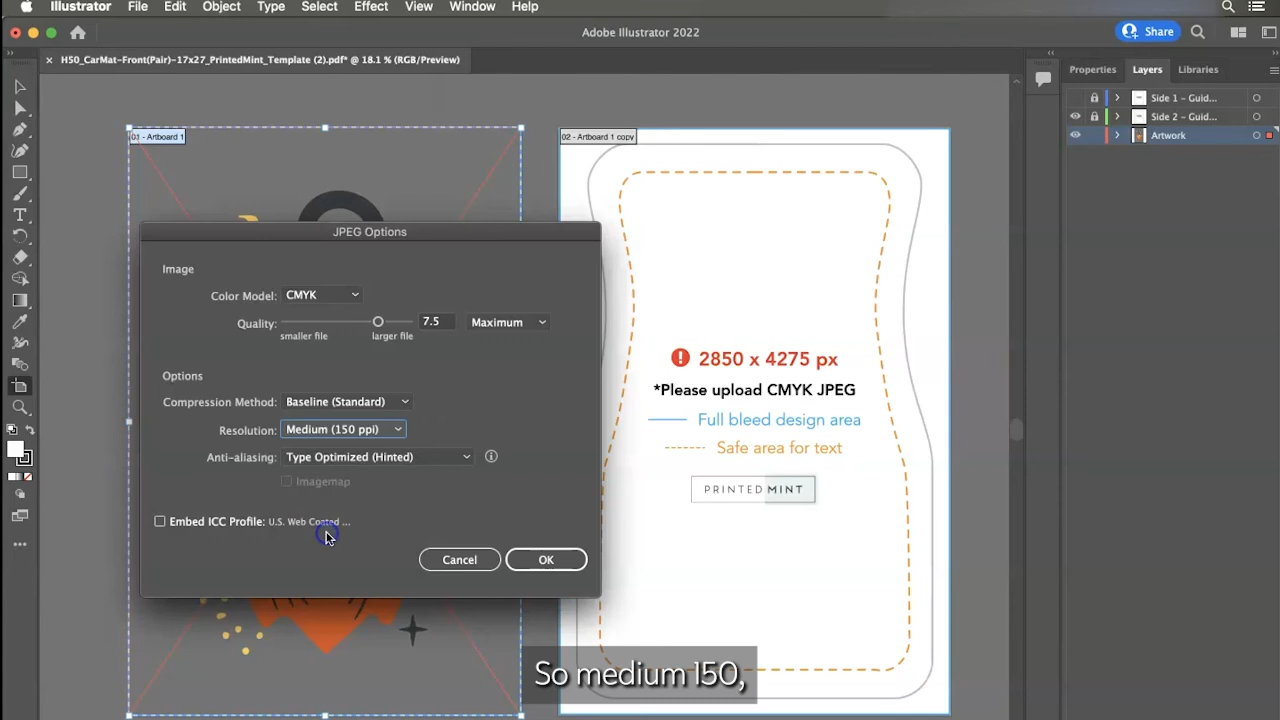 Illustrator File Edit Object Type Select Effect View Window Help
Adobe Illustrator 2022
Share
H50_CarMat-Front(Pair)-17x27_PrintedMint_Template (2).pdf* @ 18.1 % (RGB/Preview)
Properties Layers Libraries
Side 1 – Guid...
Side 2 – Guid...
Artwork
01 - Artboard 1
02 - Artboard 1 copy
JPEG Options
Image
Color Model: CMYK
Quality: 7.5 Maximum
smaller file larger file
Options
Compression Method: Baseline (Standard)
Resolution: Medium (150 ppi)
Anti-aliasing: Type Optimized (Hinted)
Imagemap
Embed ICC Profile: U.S. Web Coated ...
Cancel OK
2850 x 4275 px
*Please upload CMYK JPEG
Full bleed design area
Safe area for text
PRINTED MINT
So medium 150,